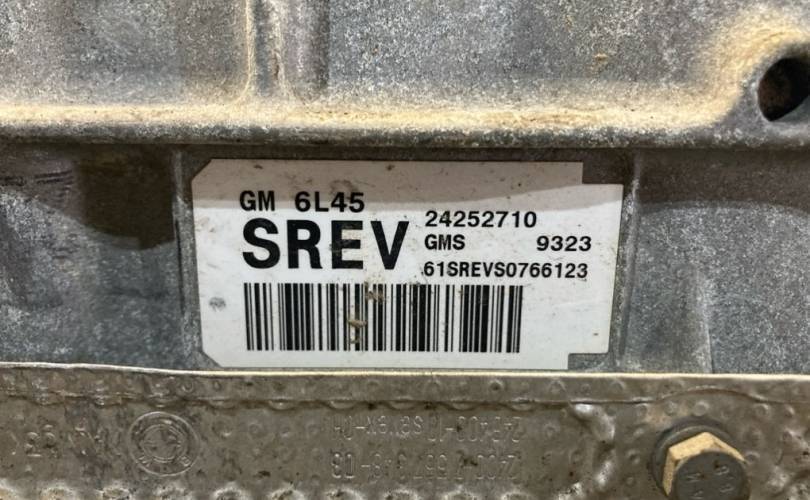 GM 6L45
SREV
24252710
GMS 9323
61SREVS0766123